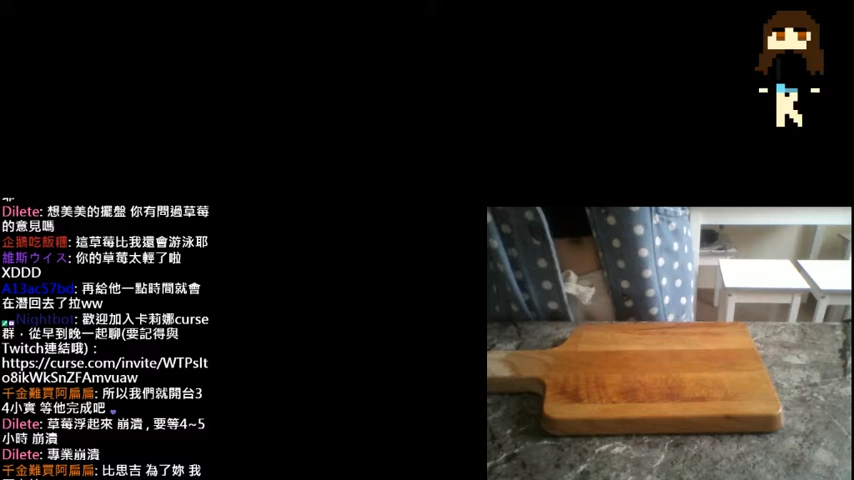 Dilete: 想美美的擺盤 你有問過草莓
的意見嗎
企鵝吃飯糰: 這草莓比我還會游泳耶
維斯ウイス: 你的草莓太輕了啦
XDDD
A13ac57bd: 再給他一點時間就會
在潛回去了拉ww
Nightbot: 歡迎加入卡莉娜curse
群，從早到晚一起聊(要記得與
Twitch連結哦)：
https://curse.com/invite/WTPsIt
o8ikWkSnZFAmvuaw
千金難買阿扁扁: 所以我們就開台3
4小實 等他完成吧
Dilete: 草莓浮起來 崩潰 , 要等4~5
小時 崩潰
Dilete: 專業崩潰
千金難買阿扁扁: 比思吉 為了妳 我